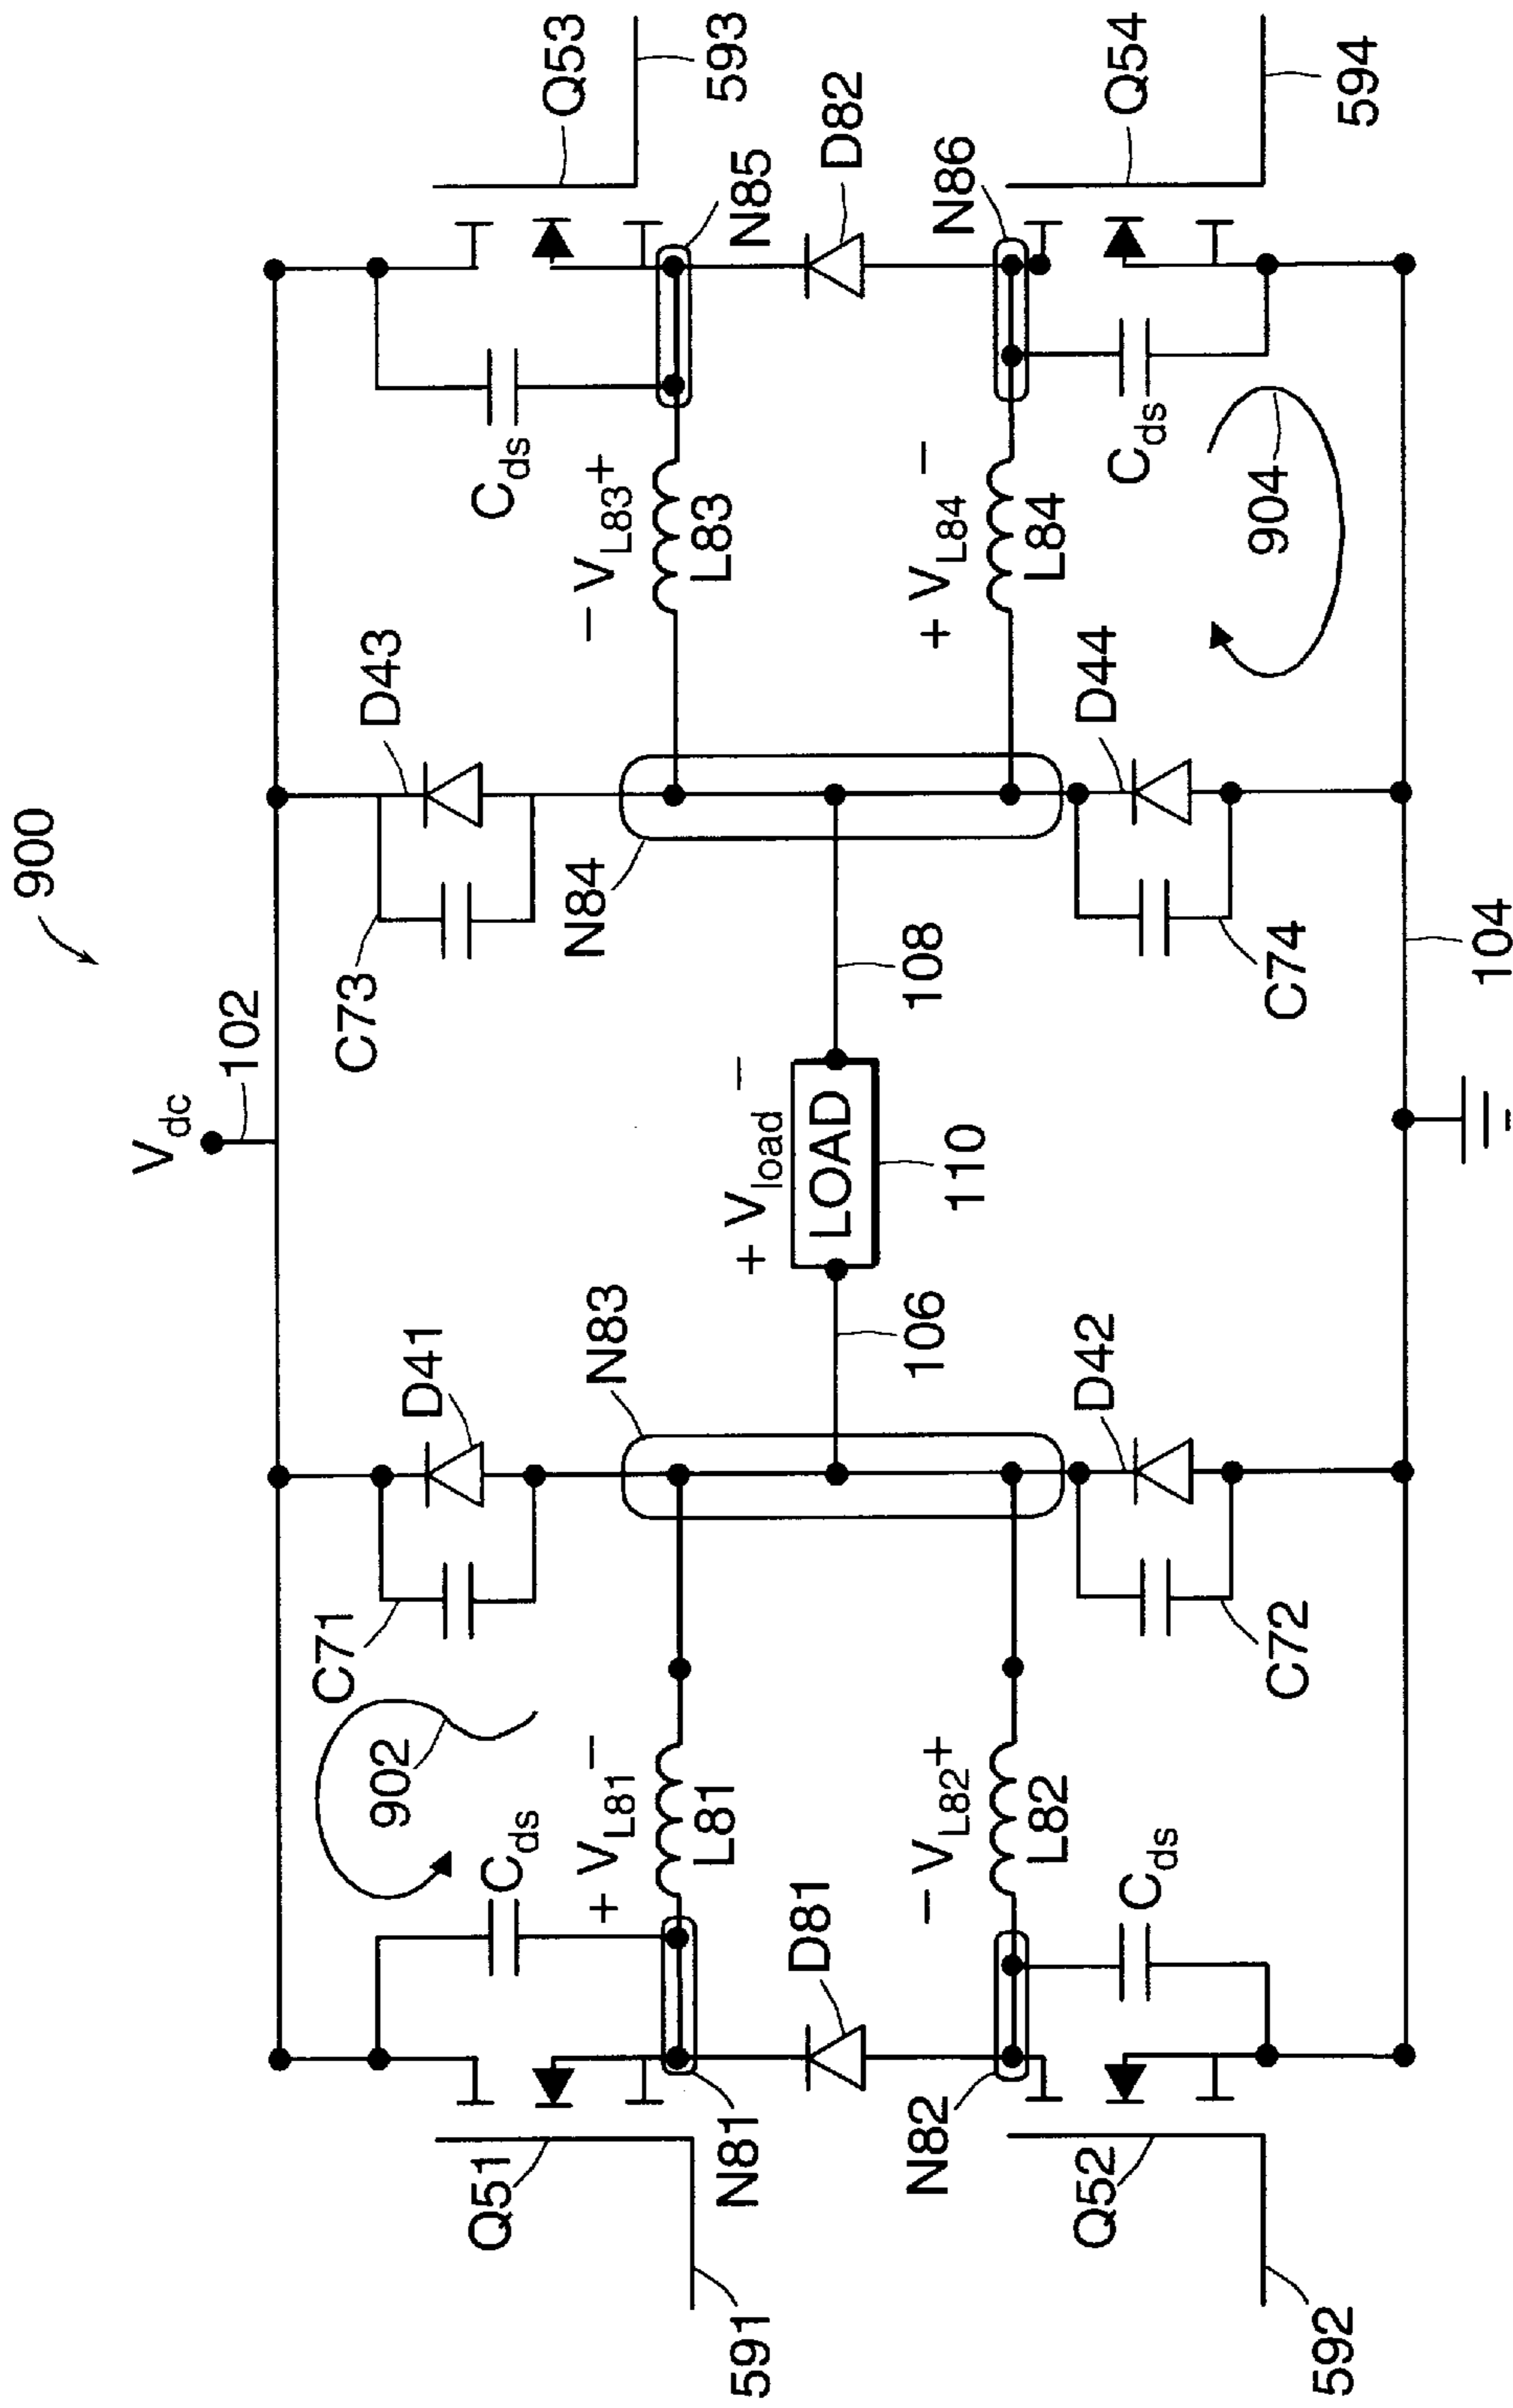 900
V_dc
102
C71
C73
902
D41
D43
Q51
C_ds
C_ds
Q53
+ V_L81 −
N83
N84
− V_L83 +
591
N81
L81
+ V_load −
L83
N85
593
D81
LOAD
D82
N82
− V_L82 +
106
110
108
+ V_L84 −
N86
L82
L84
Q52
C_ds
D42
D44
C_ds
Q54
C72
C74
904
592
594
104